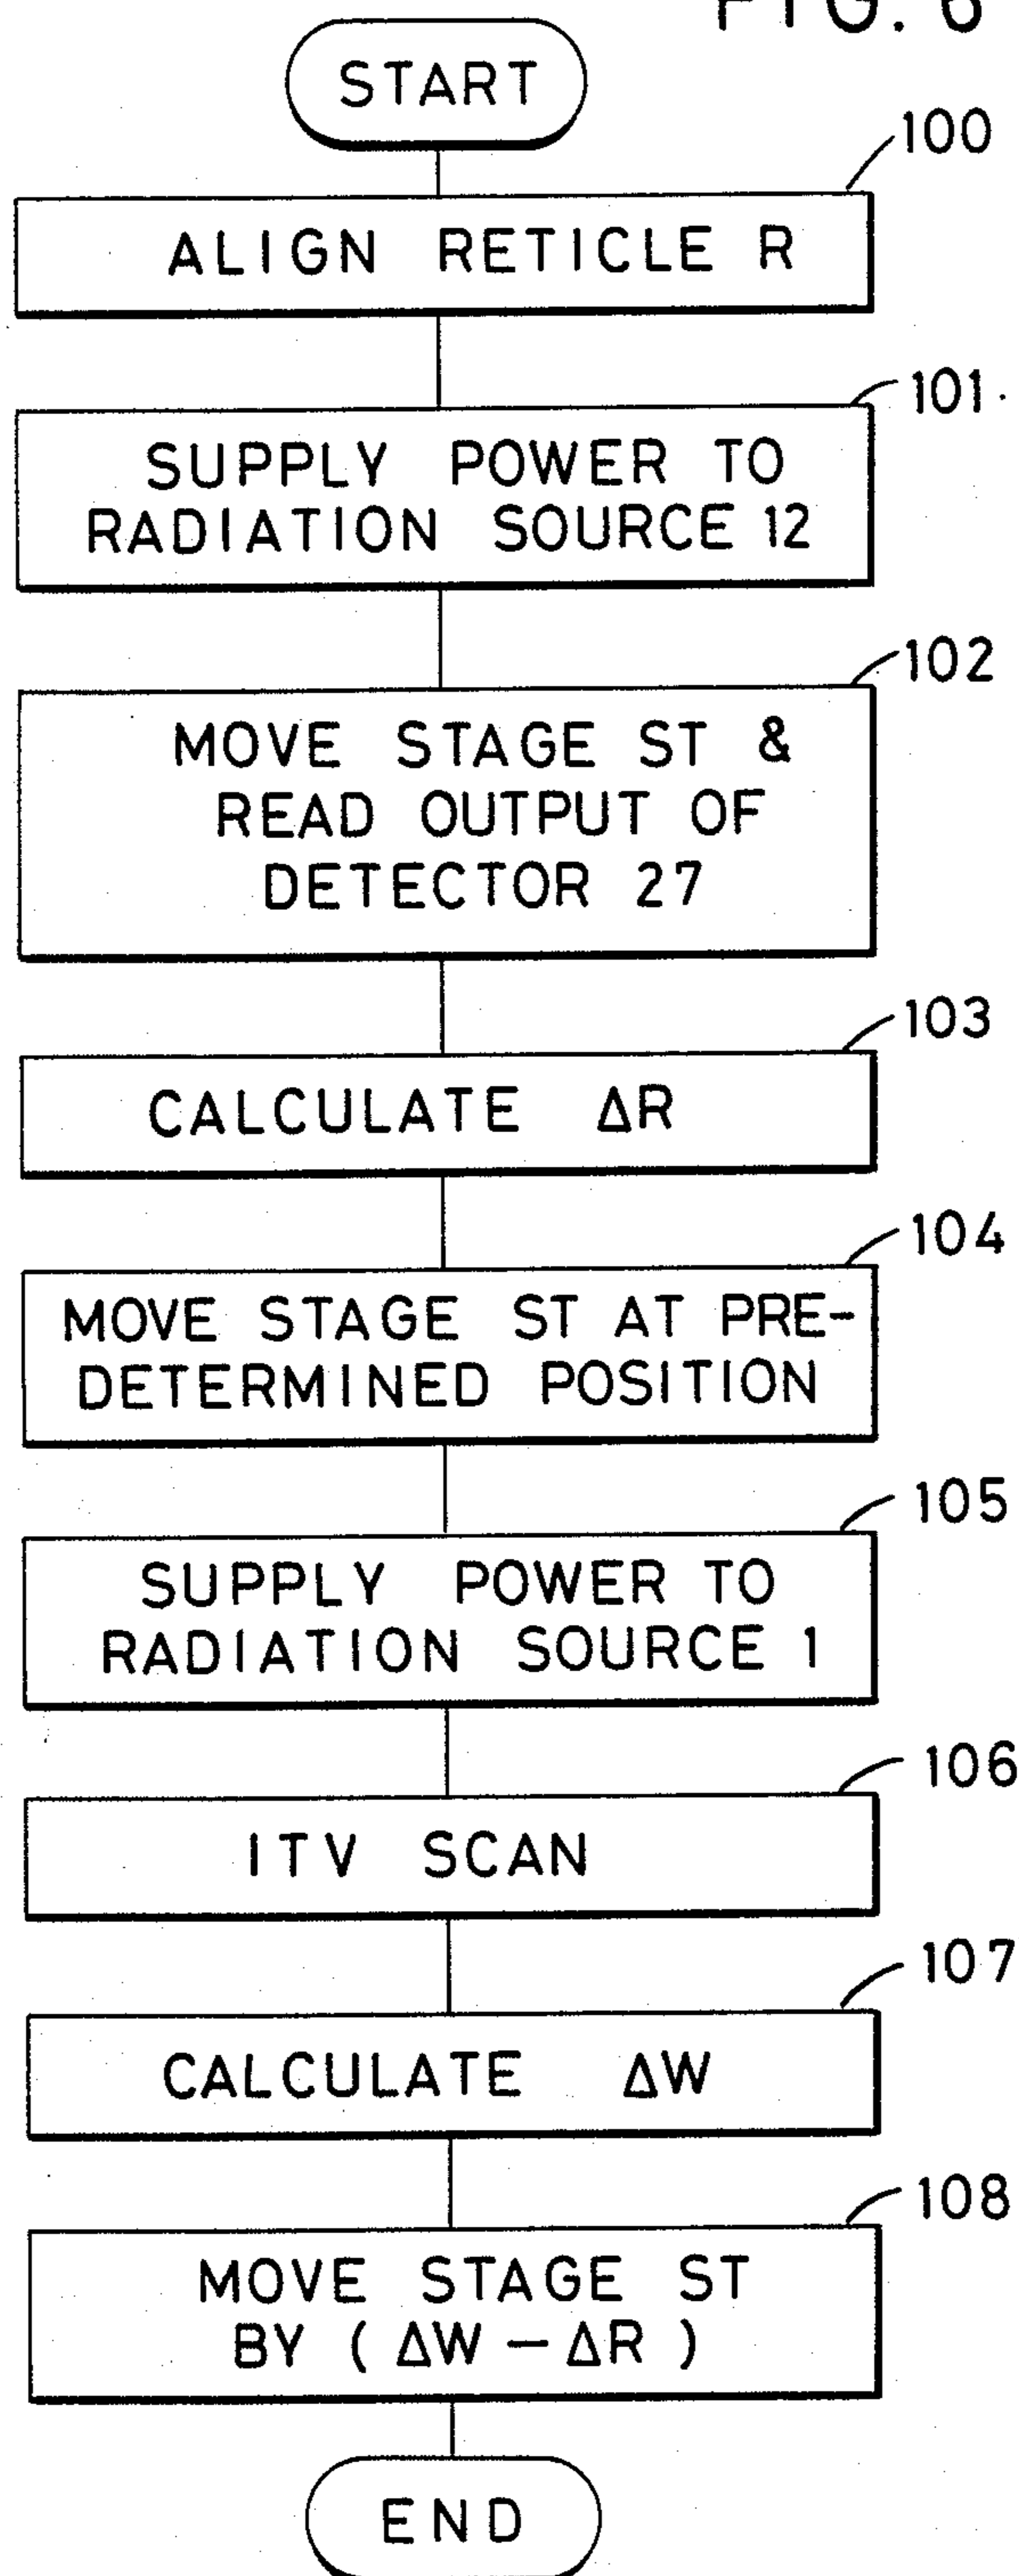 FIG. 6
START
100
ALIGN RETICLE R
101
SUPPLY POWER TO
RADIATION SOURCE 12
102
MOVE STAGE ST &
READ OUTPUT OF
DETECTOR 27
103
CALCULATE ΔR
104
MOVE STAGE ST AT PRE-
DETERMINED POSITION
105
SUPPLY POWER TO
RADIATION SOURCE 1
106
ITV SCAN
107
CALCULATE ΔW
108
MOVE STAGE ST
BY ( ΔW - ΔR )
END